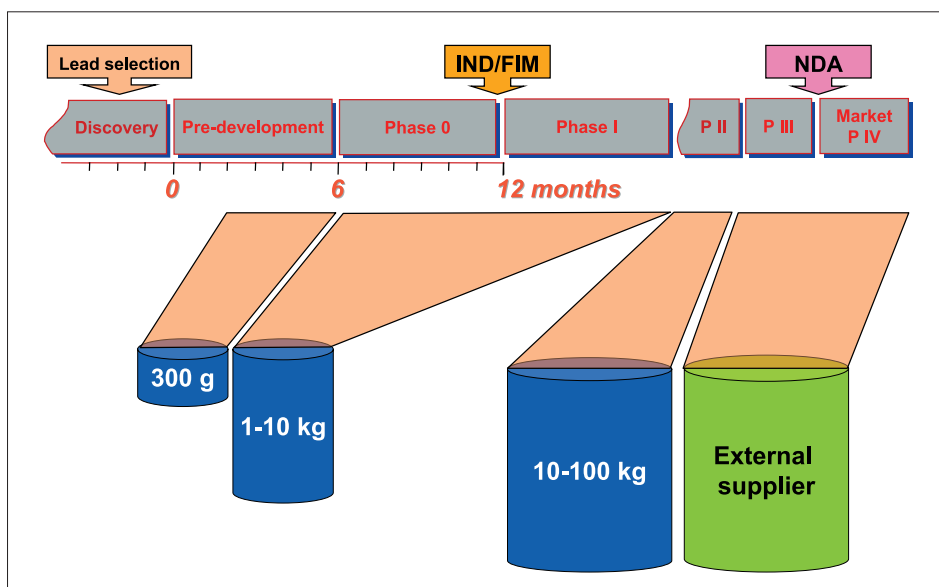 Lead selection
IND/FIM
NDA
Discovery
Pre-development
Phase 0
Phase I
P II
P III
Market
P IV
0
6
12 months
300 g
1-10 kg
10-100 kg
External
supplier